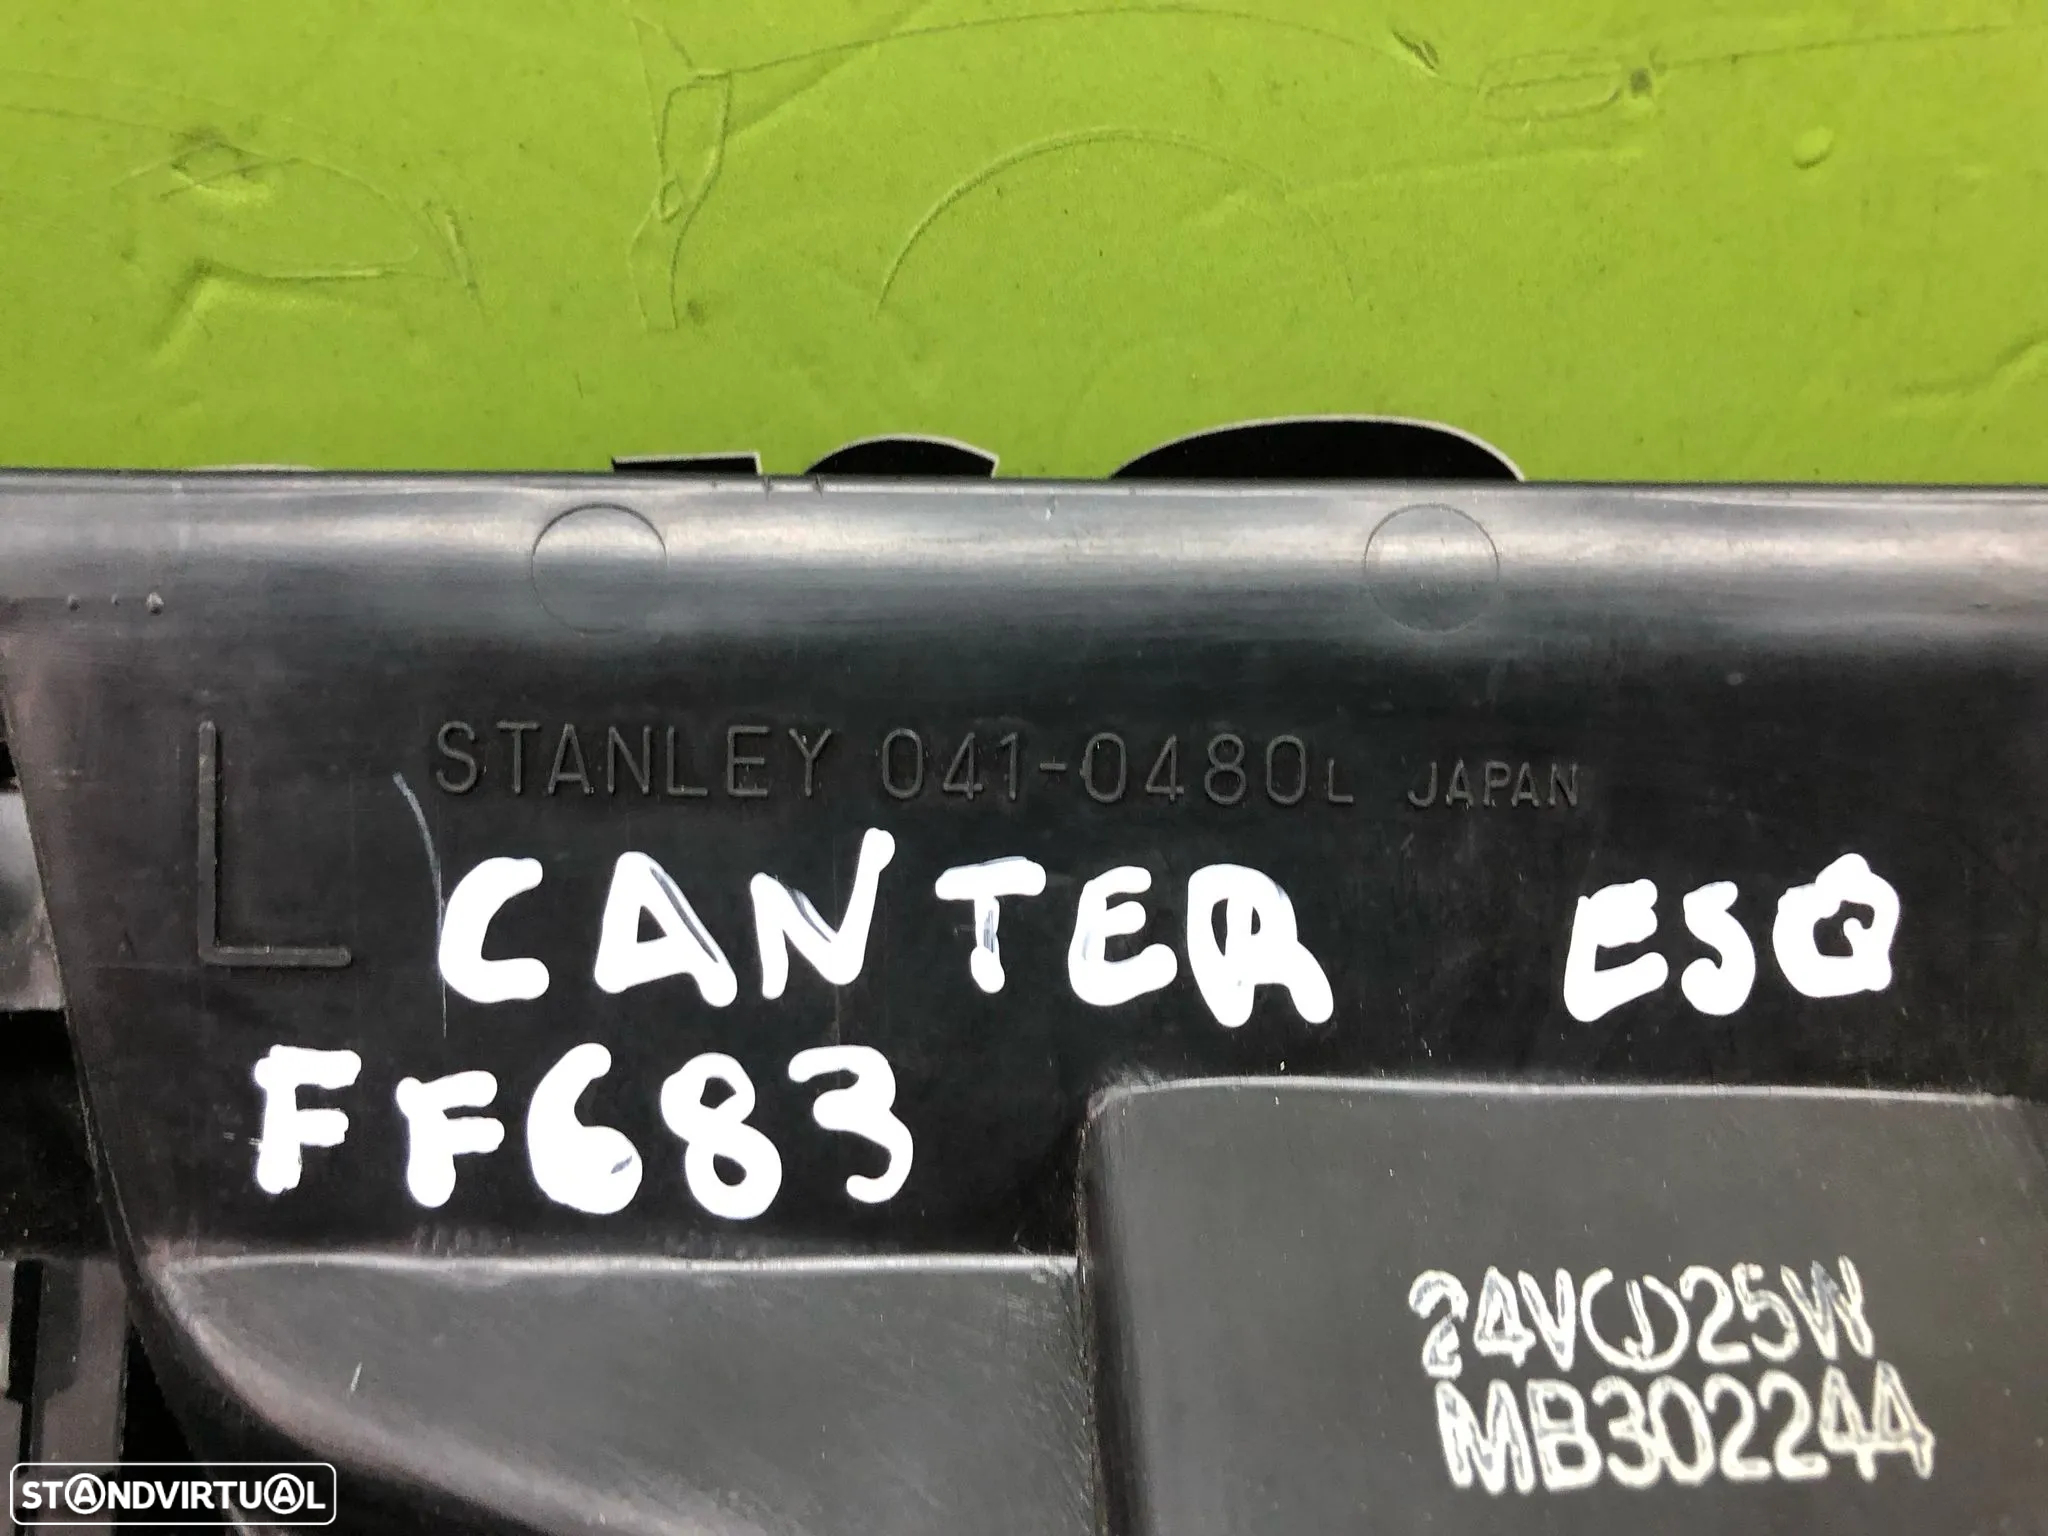 L
STANLEY 041-0480L JAPAN
CANTER ESQ
FF683
24V(J)25W
MB302244
STANDVIRTUAL